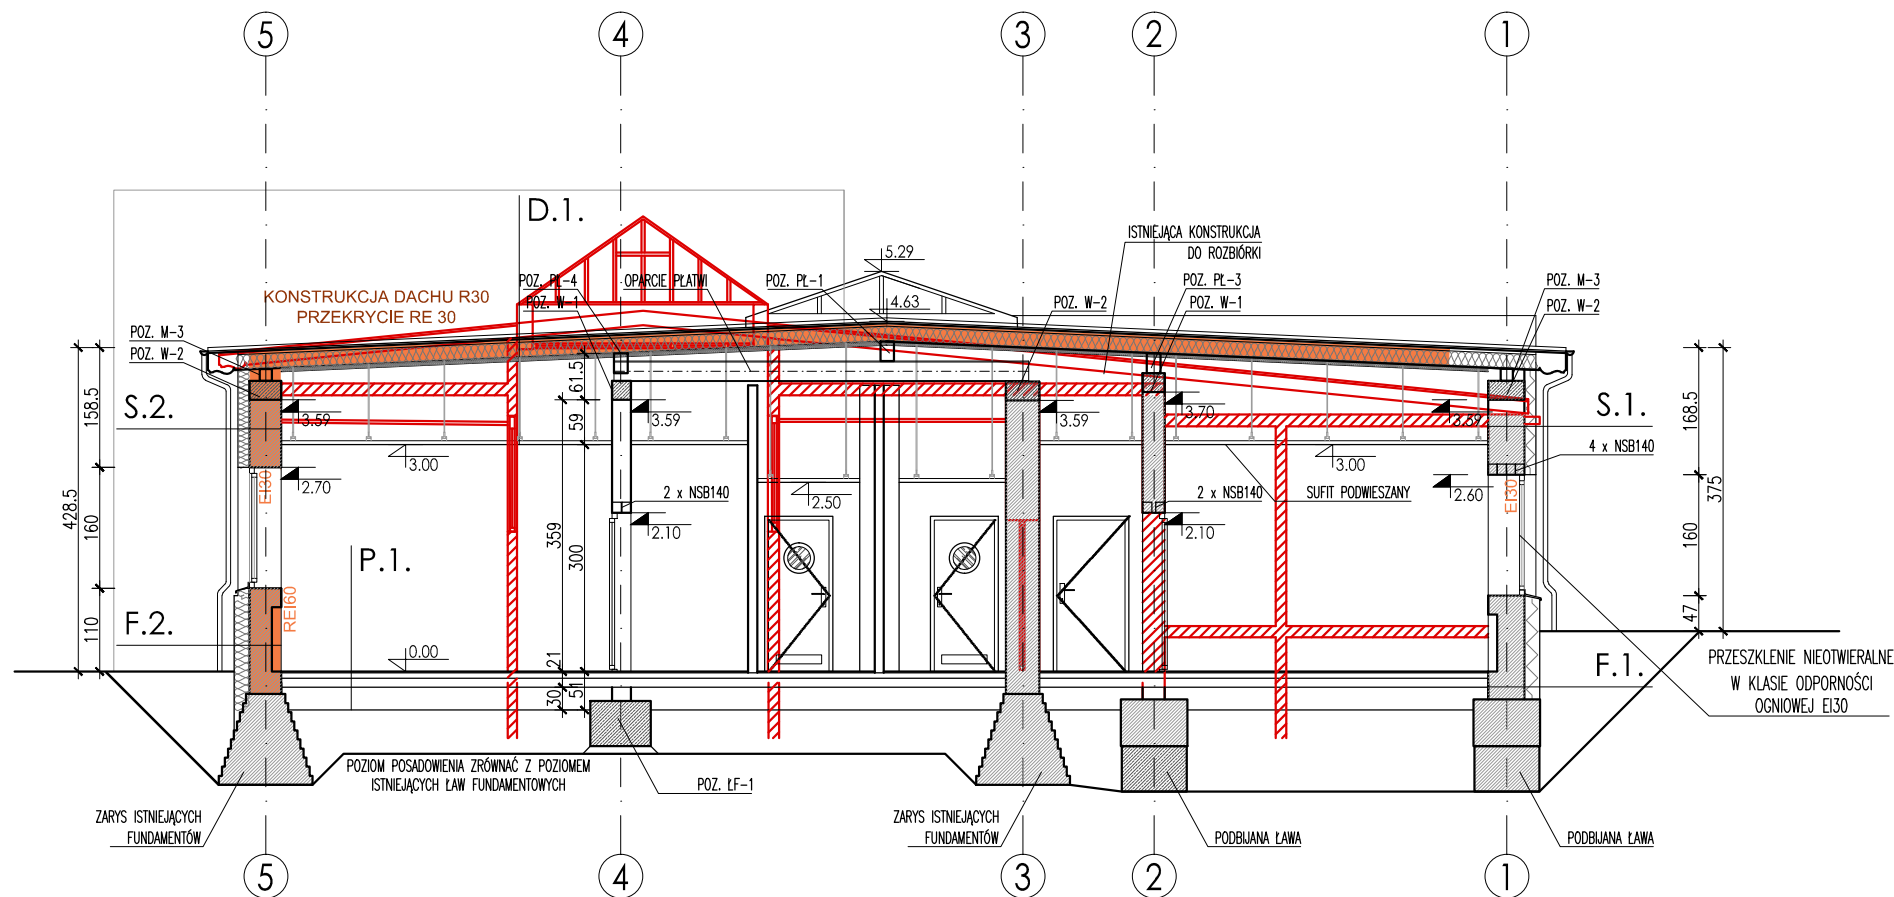 5
4
3
2
1
D.1.
ISTNIEJĄCA KONSTRUKCJA
DO ROZBIÓRKI
5.29
POZ. PŁ-4
OPARCIE PŁATWI
POZ. PŁ-1
POZ. PŁ-3
POZ. M-3
KONSTRUKCJA DACHU R30
PRZEKRYCIE RE 30
POZ. W-1
4.63
POZ. W-2
POZ. W-1
POZ. W-2
POZ. M-3
POZ. W-2
S.2.
3.59
3.59
3.59
3.70
3.59
S.1.
61.5
59
158.5
168.5
3.00
3.00
4 x NSB140
2.70
EI30
2.50
2 x NSB140
2 x NSB140
SUFIT PODWIESZANY
2.60
EI30
375
428.5
160
359
300
2.10
2.10
160
P.1.
REI60
F.2.
110
47
0.00
21
F.1.
PRZESZKLENIE NIEOTWIERALNE
W KLASIE ODPORNOŚCI
OGNIOWEJ EI30
30
51
POZIOM POSADOWIENIA ZRÓWNAĆ Z POZIOMEM
ISTNIEJĄCYCH ŁAW FUNDAMENTOWYCH
POZ. ŁF-1
ZARYS ISTNIEJĄCYCH
FUNDAMENTÓW
ZARYS ISTNIEJĄCYCH
FUNDAMENTÓW
PODBIJANA ŁAWA
PODBIJANA ŁAWA
5
4
3
2
1